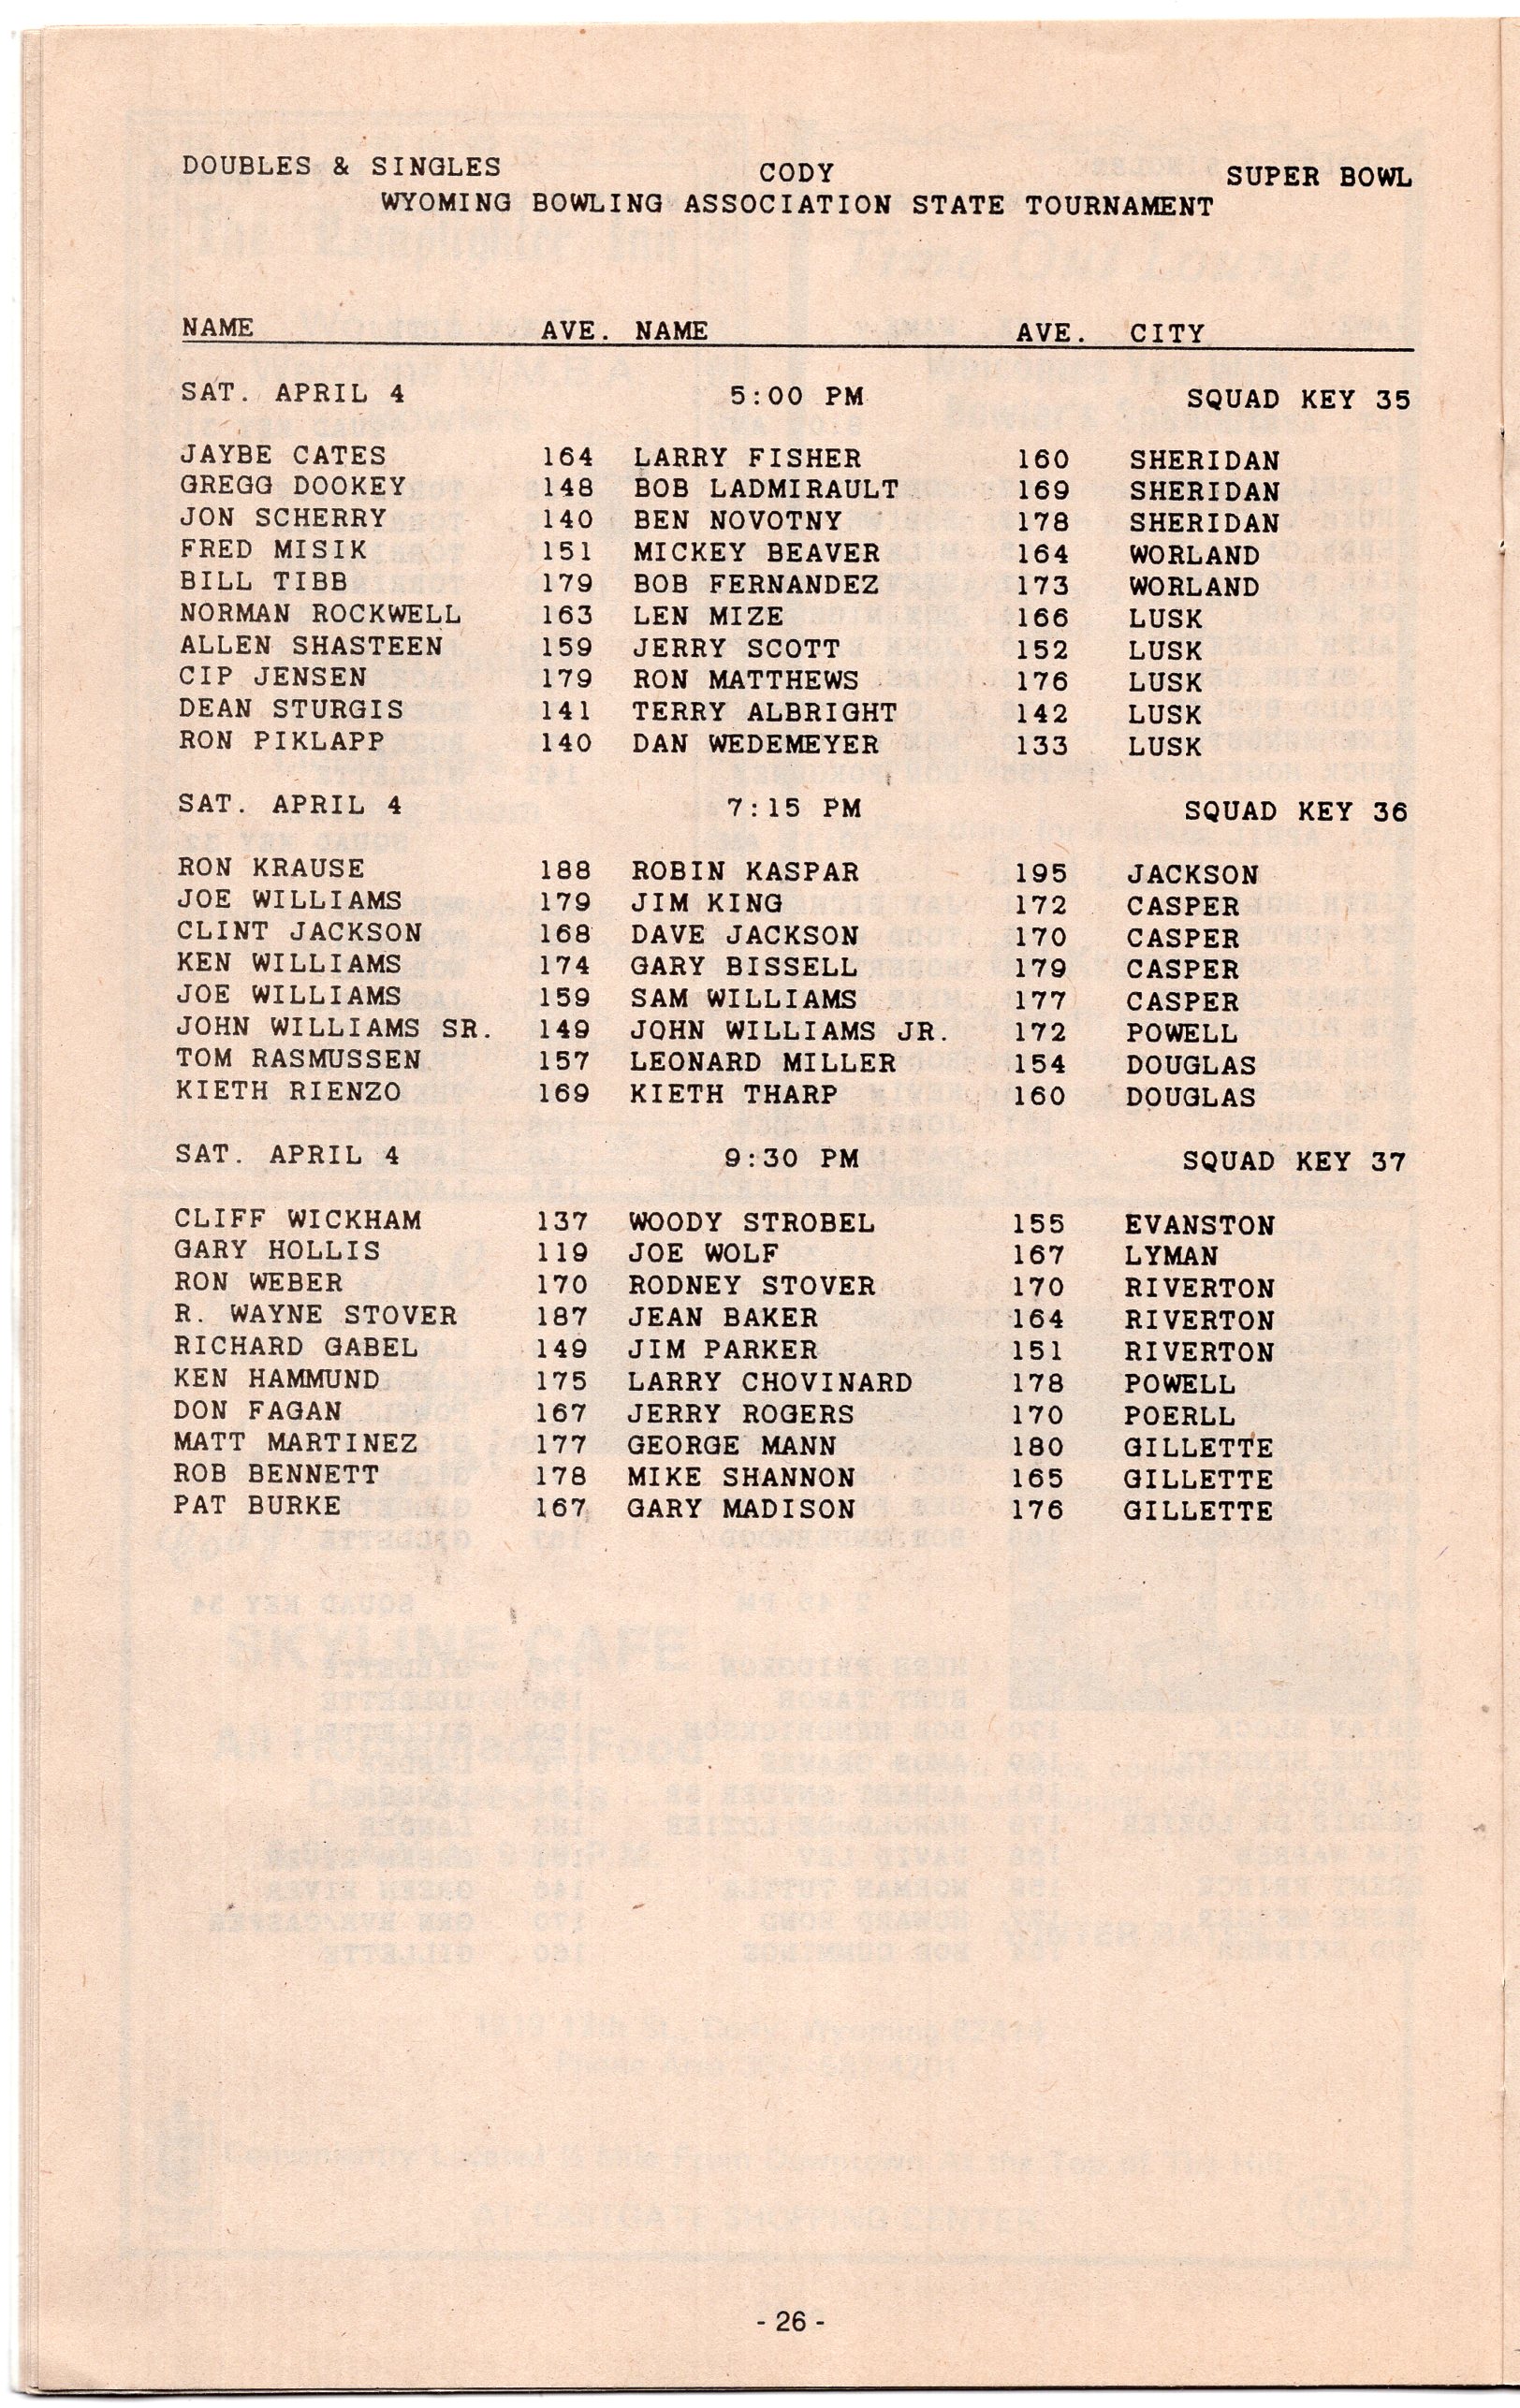 DOUBLES & SINGLES CODY SUPER BOWL
WYOMING BOWLING ASSOCIATION STATE TOURNAMENT
NAME AVE. NAME AVE. CITY
SAT. APRIL 4 5:00 PM SQUAD KEY 35
JAYBE CATES 164 LARRY FISHER 160 SHERIDAN
GREGG DOOKEY 148 BOB LADMIRAULT 169 SHERIDAN
JON SCHERRY 140 BEN NOVOTNY 178 SHERIDAN
FRED MISIK 151 MICKEY BEAVER 164 WORLAND
BILL TIBB 179 BOB FERNANDEZ 173 WORLAND
NORMAN ROCKWELL 163 LEN MIZE 166 LUSK
ALLEN SHASTEEN 159 JERRY SCOTT 152 LUSK
CIP JENSEN 179 RON MATTHEWS 176 LUSK
DEAN STURGIS 141 TERRY ALBRIGHT 142 LUSK
RON PIKLAPP 140 DAN WEDEMEYER 133 LUSK
SAT. APRIL 4 7:15 PM SQUAD KEY 36
RON KRAUSE 188 ROBIN KASPAR 195 JACKSON
JOE WILLIAMS 179 JIM KING 172 CASPER
CLINT JACKSON 168 DAVE JACKSON 170 CASPER
KEN WILLIAMS 174 GARY BISSELL 179 CASPER
JOE WILLIAMS 159 SAM WILLIAMS 177 CASPER
JOHN WILLIAMS SR. 149 JOHN WILLIAMS JR. 172 POWELL
TOM RASMUSSEN 157 LEONARD MILLER 154 DOUGLAS
KIETH RIENZO 169 KIETH THARP 160 DOUGLAS
SAT. APRIL 4 9:30 PM SQUAD KEY 37
CLIFF WICKHAM 137 WOODY STROBEL 155 EVANSTON
GARY HOLLIS 119 JOE WOLF 167 LYMAN
RON WEBER 170 RODNEY STOVER 170 RIVERTON
R. WAYNE STOVER 187 JEAN BAKER 164 RIVERTON
RICHARD GABEL 149 JIM PARKER 151 RIVERTON
KEN HAMMUND 175 LARRY CHOVINARD 178 POWELL
DON FAGAN 167 JERRY ROGERS 170 POERLL
MATT MARTINEZ 177 GEORGE MANN 180 GILLETTE
ROB BENNETT 178 MIKE SHANNON 165 GILLETTE
PAT BURKE 167 GARY MADISON 176 GILLETTE
- 26 -